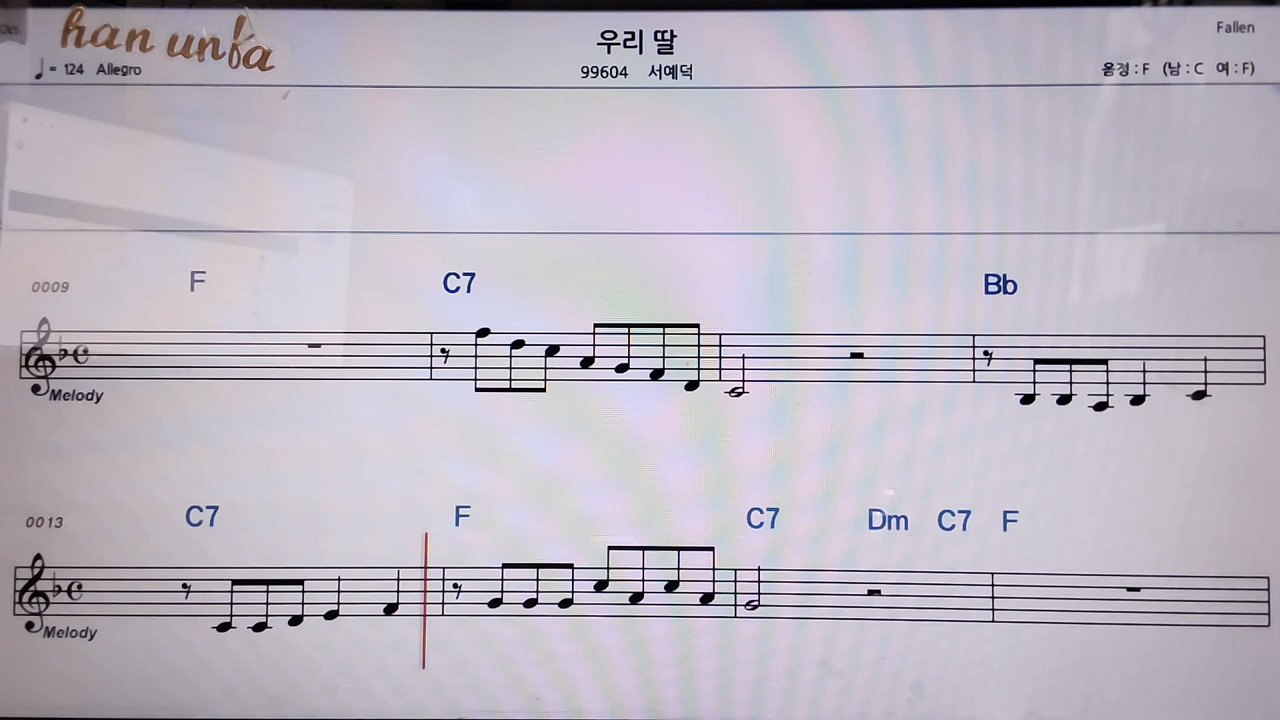 han unfa
우리 딸
Fallen
♩= 124 Allegro
99604 서예덕
음정 : F (남 : C 여 : F)
0009 F C7 Bb
Melody
0013 C7 F C7 Dm C7 F
Melody